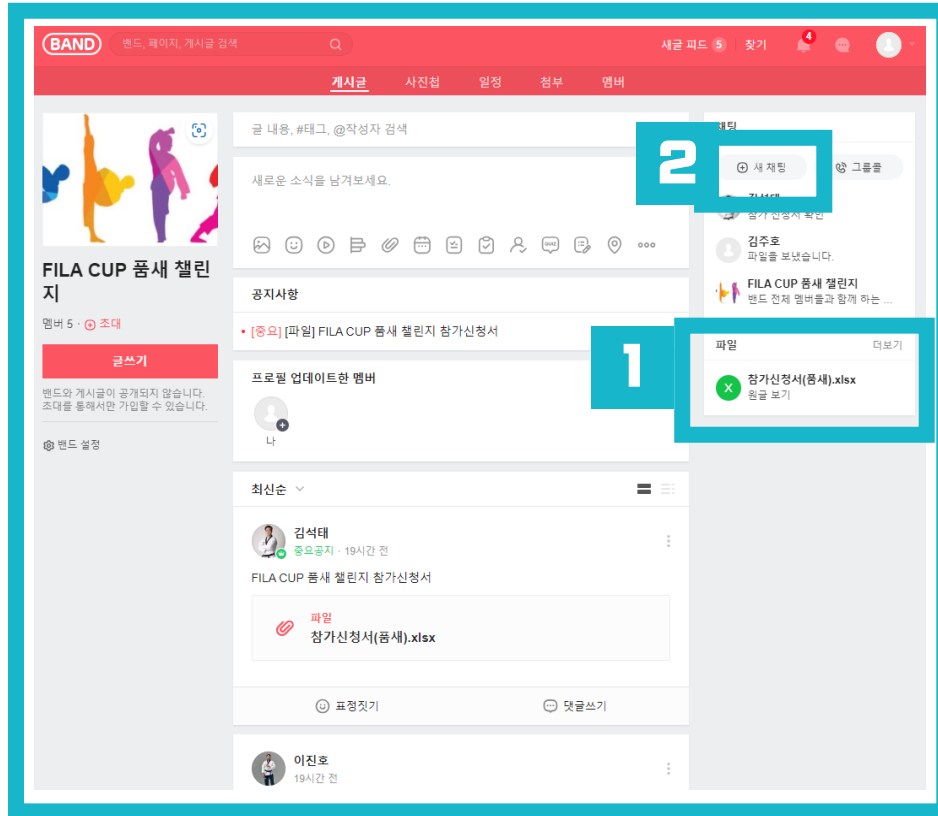 BAND
밴드, 페이지, 게시글 검색
새글 피드 5
찾기
4
게시글 사진첩 일정 첨부 멤버
FILA CUP 품새 챌린
지
멤버 5 · 초대
글쓰기
밴드와 게시글이 공개되지 않습니다.
초대를 통해서만 가입할 수 있습니다.
밴드 설정
글 내용, #태그, @작성자 검색
새로운 소식을 남겨보세요.
공지사항
• [중요] [파일] FILA CUP 품새 챌린지 참가신청서
프로필 업데이트한 멤버
나
최신순
김석태
중요공지 · 19시간 전
FILA CUP 품새 챌린지 참가신청서
파일
참가신청서(품새).xlsx
표정짓기
댓글쓰기
이진호
19시간 전
채팅
2
새 채팅
그룹콜
참가 신청서 확인
김주호
파일을 보냈습니다.
FILA CUP 품새 챌린지
밴드 전체 멤버들과 함께 하는 ...
1
파일
더보기
X
참가신청서(품새).xlsx
원글 보기